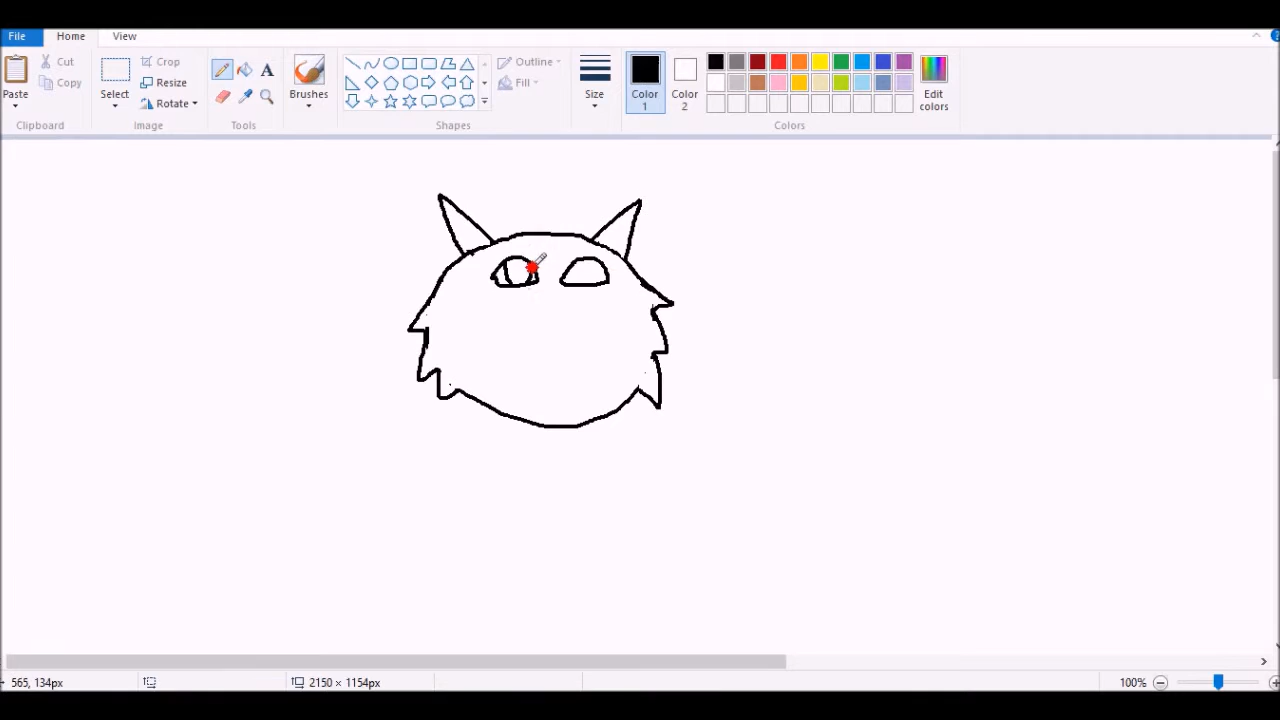 File Home View
Cut Crop Outline
Copy Resize Fill
Paste Select Rotate A Brushes Size Color 1 Color 2 Edit colors
Clipboard Image Tools Shapes Colors
565, 134px 2150 × 1154px 100%